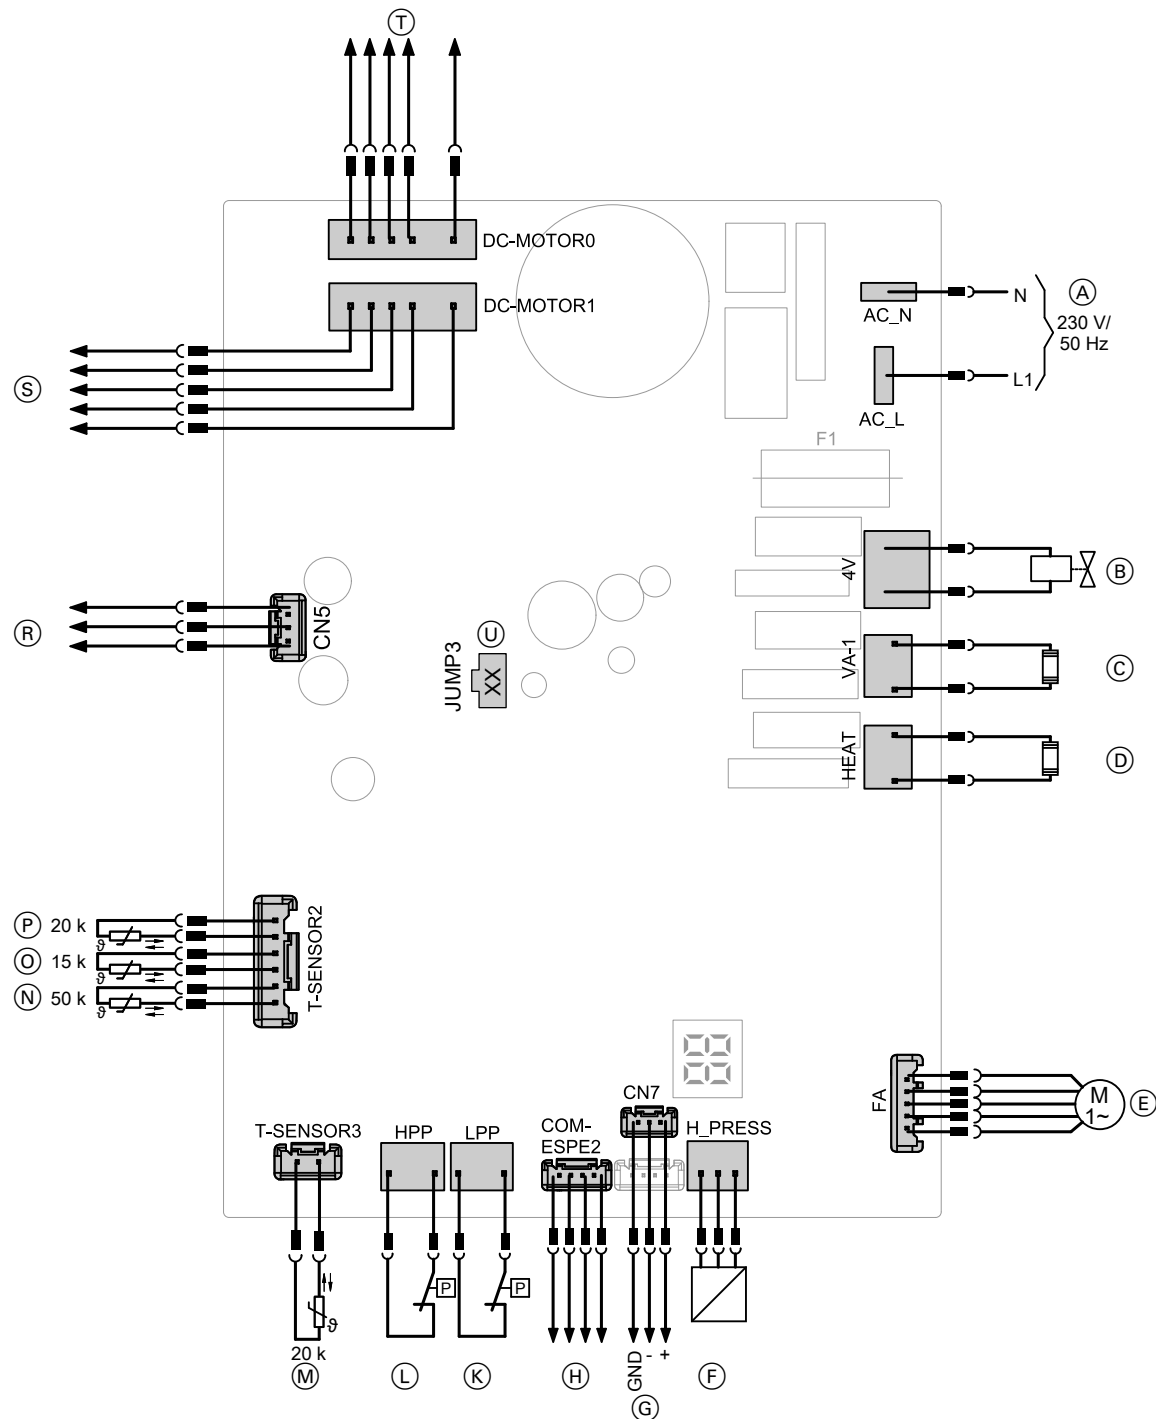 T
DC-MOTOR0
DC-MOTOR1
S
AC_N
N
A
230 V/
50 Hz
L1
AC_L
F1
4V
B
R
CN5
JUMP3
U
XX
VA-1
C
HEAT
D
P 20 k
ϑ
O 15 k
ϑ
N 50 k
ϑ
T-SENSOR2
88
CN7
FA
M
1~
E
T-SENSOR3
HPP
LPP
COM-
ESPE2
H_PRESS
P
P
ϑ
20 k
M
L
K
H
GND
-
+
G
F